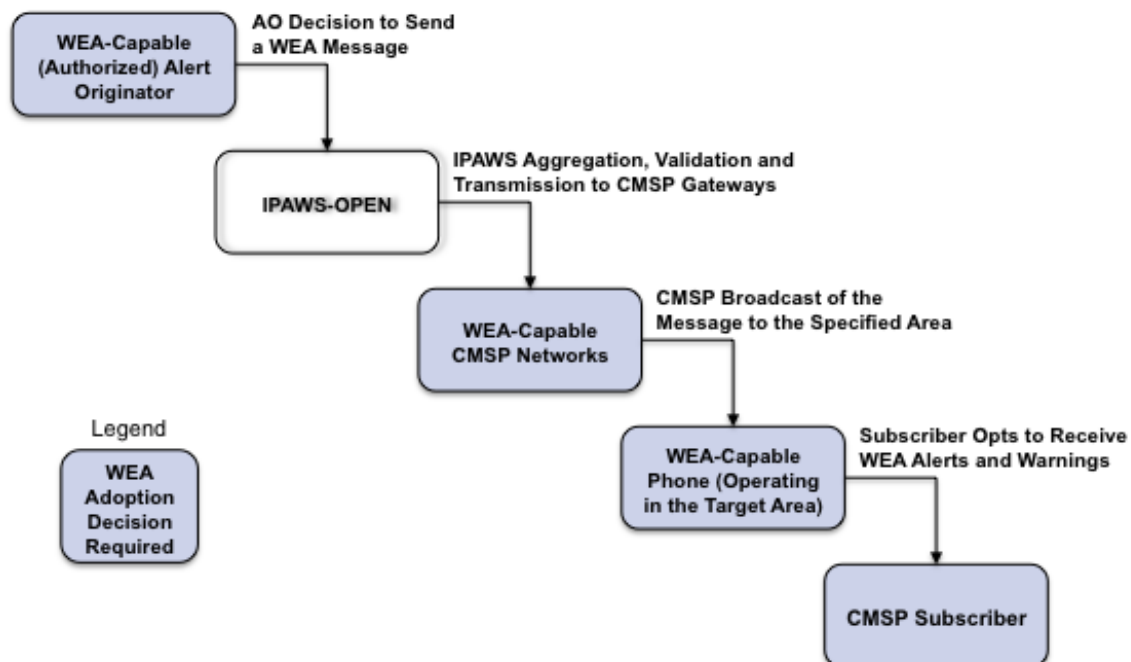 AO Decision to Send
a WEA Message
WEA-Capable
(Authorized) Alert
Originator
IPAWS Aggregation, Validation and
Transmission to CMSP Gateways
IPAWS-OPEN
CMSP Broadcast of the
Message to the Specified Area
WEA-Capable
CMSP Networks
Legend
WEA
Adoption
Decision
Required
Subscriber Opts to Receive
WEA Alerts and Warnings
WEA-Capable
Phone (Operating
in the Target Area)
CMSP Subscriber